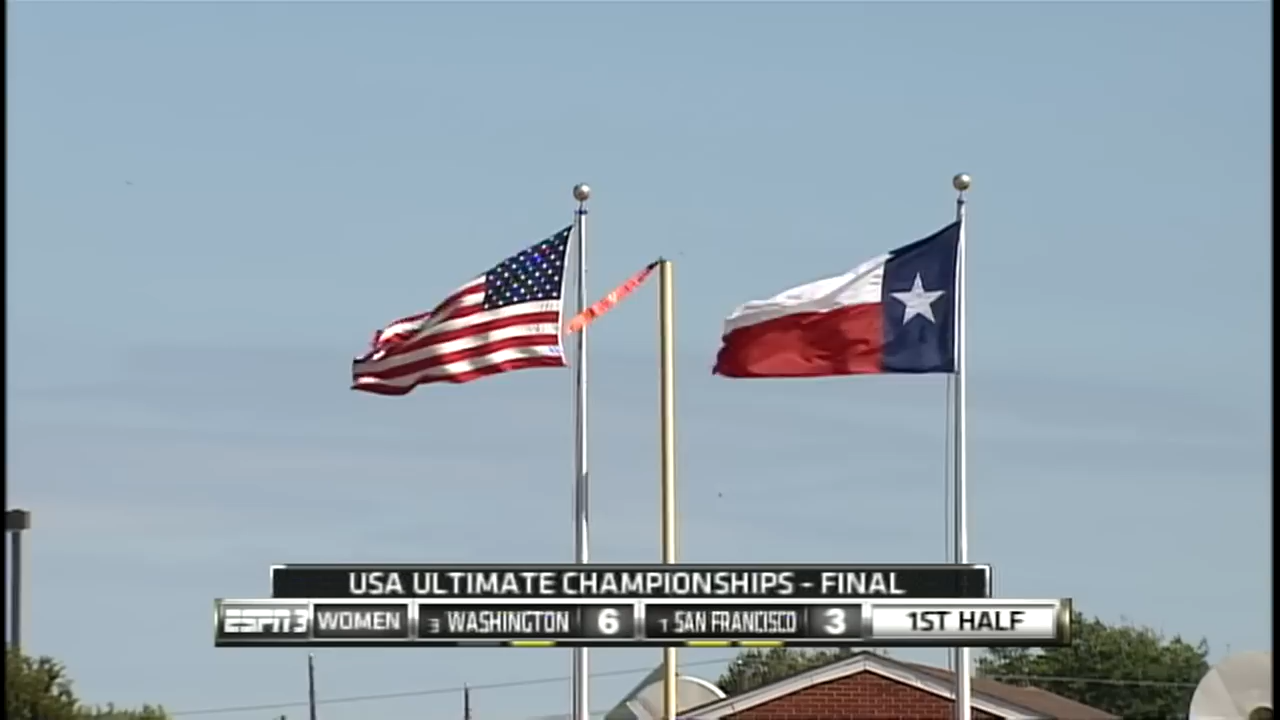 USA ULTIMATE CHAMPIONSHIPS - FINAL
ESPN3 WOMEN 3 WASHINGTON 6 1 SAN FRANCISCO 3 1ST HALF